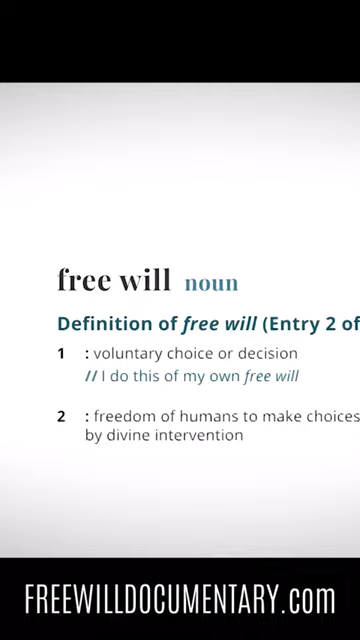 free will noun
Definition of free will (Entry 2 of
1 : voluntary choice or decision
// I do this of my own free will
2 : freedom of humans to make choices
by divine intervention
FREEWILLDOCUMENTARY.com